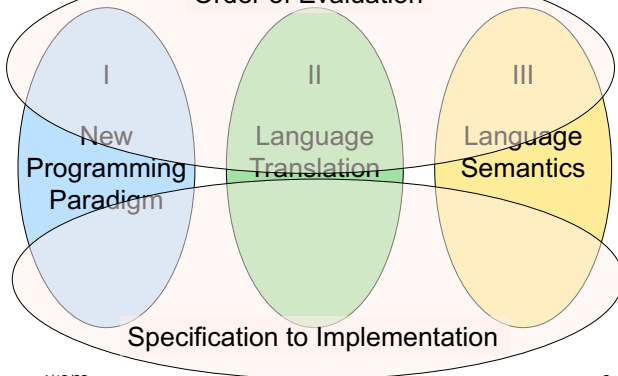 Order of Evaluation
I
II
III
New
Programming
Paradigm
Language
Translation
Language
Semantics
Specification to Implementation